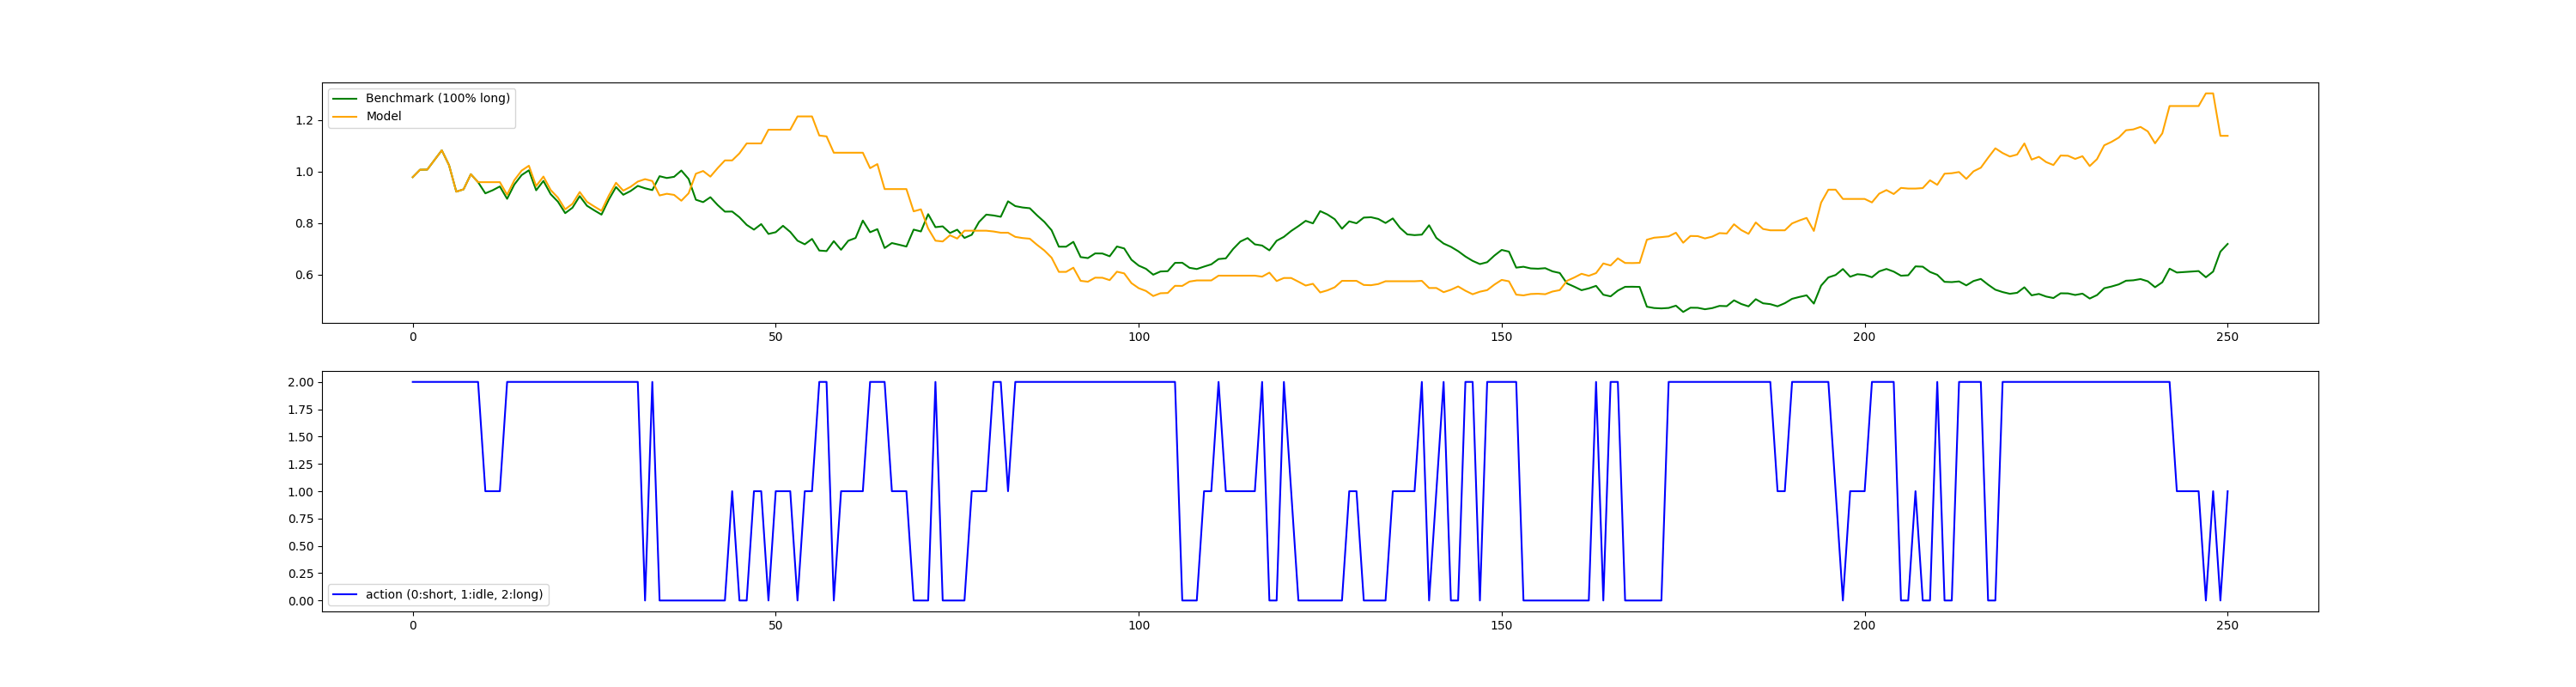 Benchmark (100% long)
Model
1.2
1.0
0.8
0.6
0 50 100 150 200 250
2.00
1.75
1.50
1.25
1.00
0.75
0.50
0.25
0.00
action (0:short, 1:idle, 2:long)
0 50 100 150 200 250